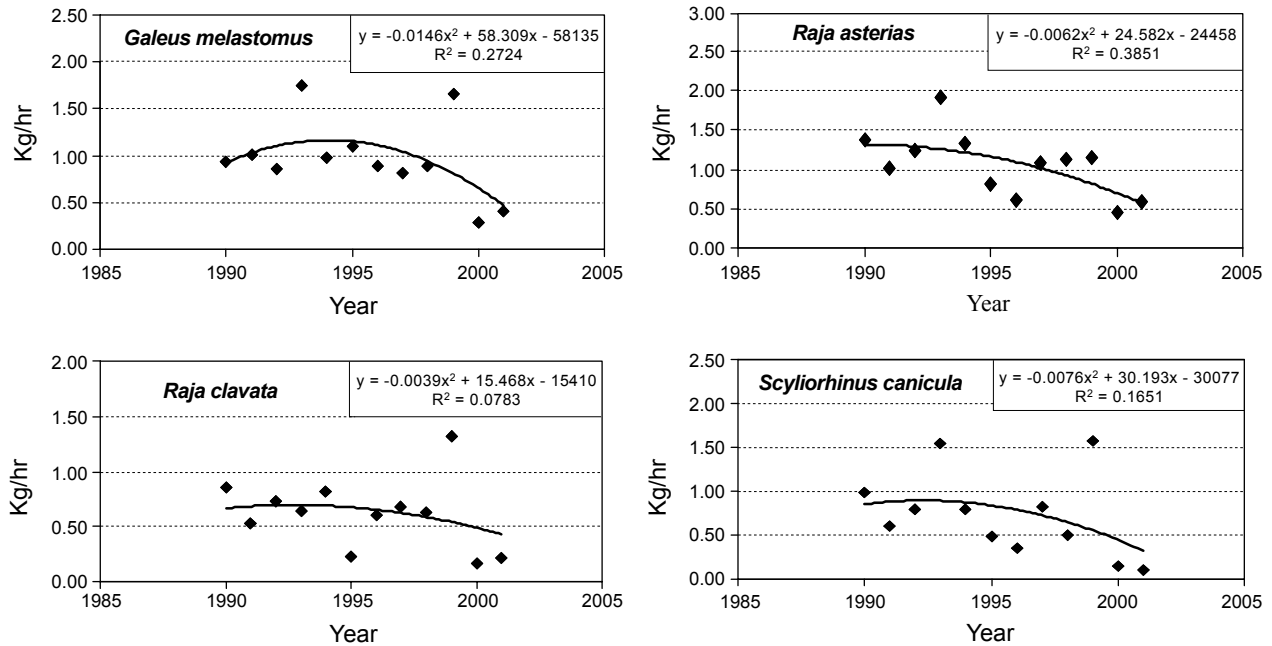 Galeus melastomus
y = -0.0146x² + 58.309x - 58135
R² = 0.2724
Kg/hr
2.50
2.00
1.50
1.00
0.50
0.00
1985 1990 1995 2000 2005
Year
Raja asterias
y = -0.0062x² + 24.582x - 24458
R² = 0.3851
Kg/hr
3.00
2.50
2.00
1.50
1.00
0.50
0.00
1985 1990 1995 2000 2005
Year
Raja clavata
y = -0.0039x² + 15.468x - 15410
R² = 0.0783
Kg/hr
2.00
1.50
1.00
0.50
0.00
1985 1990 1995 2000 2005
Year
Scyliorhinus canicula
y = -0.0076x² + 30.193x - 30077
R² = 0.1651
Kg/hr
2.50
2.00
1.50
1.00
0.50
0.00
1985 1990 1995 2000 2005
Year